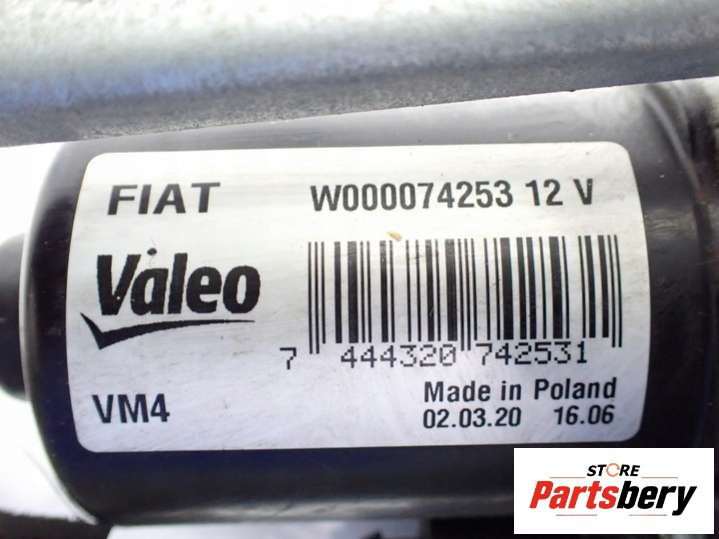 FIAT W000074253 12 V
Valeo
7 444320 742531
VM4 Made in Poland
02.03.20 16.06
STORE
Partsbery